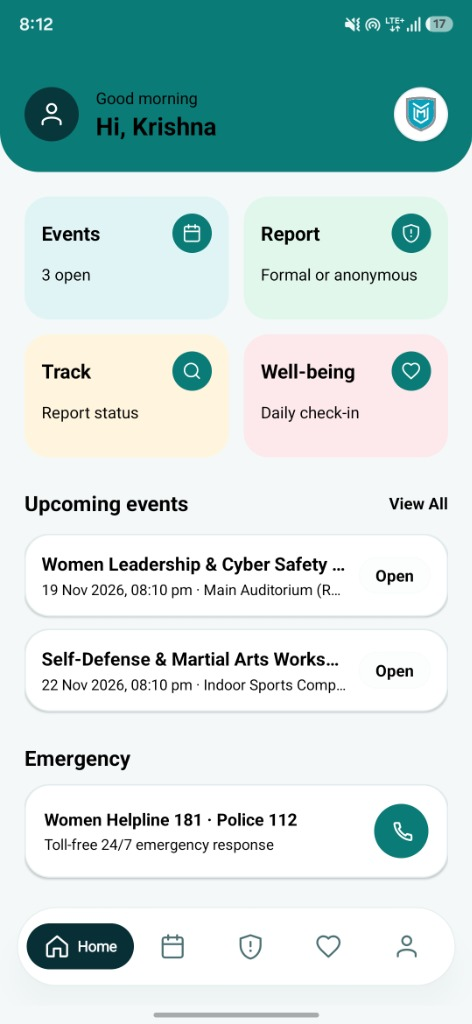 8:12
LTE+
17
Good morning
Hi, Krishna
Events
3 open
Report
Formal or anonymous
Track
Report status
Well-being
Daily check-in
Upcoming events
View All
Women Leadership & Cyber Safety ...
19 Nov 2026, 08:10 pm · Main Auditorium (R...
Open
Self-Defense & Martial Arts Works...
22 Nov 2026, 08:10 pm · Indoor Sports Comp...
Open
Emergency
Women Helpline 181 · Police 112
Toll-free 24/7 emergency response
Home